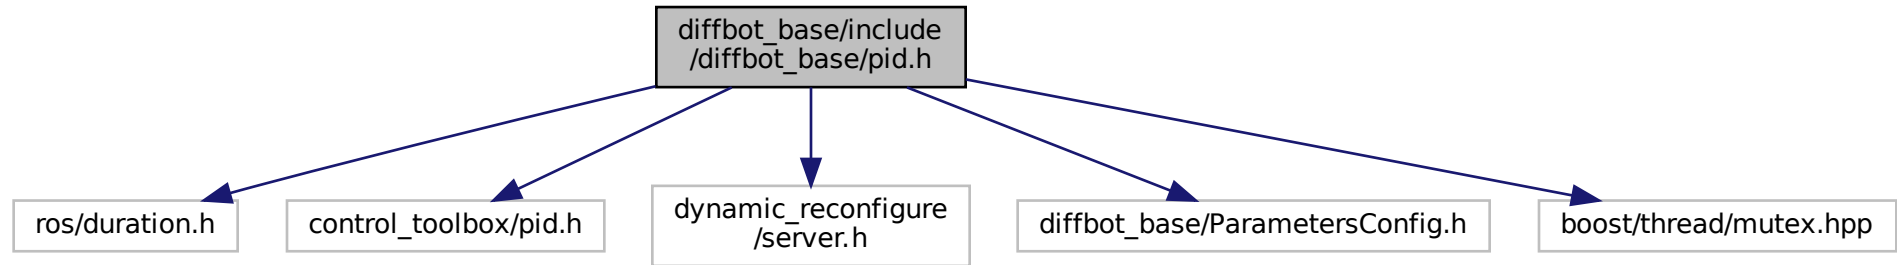 diffbot_base/include
/diffbot_base/pid.h
ros/duration.h
control_toolbox/pid.h
dynamic_reconfigure
/server.h
diffbot_base/ParametersConfig.h
boost/thread/mutex.hpp